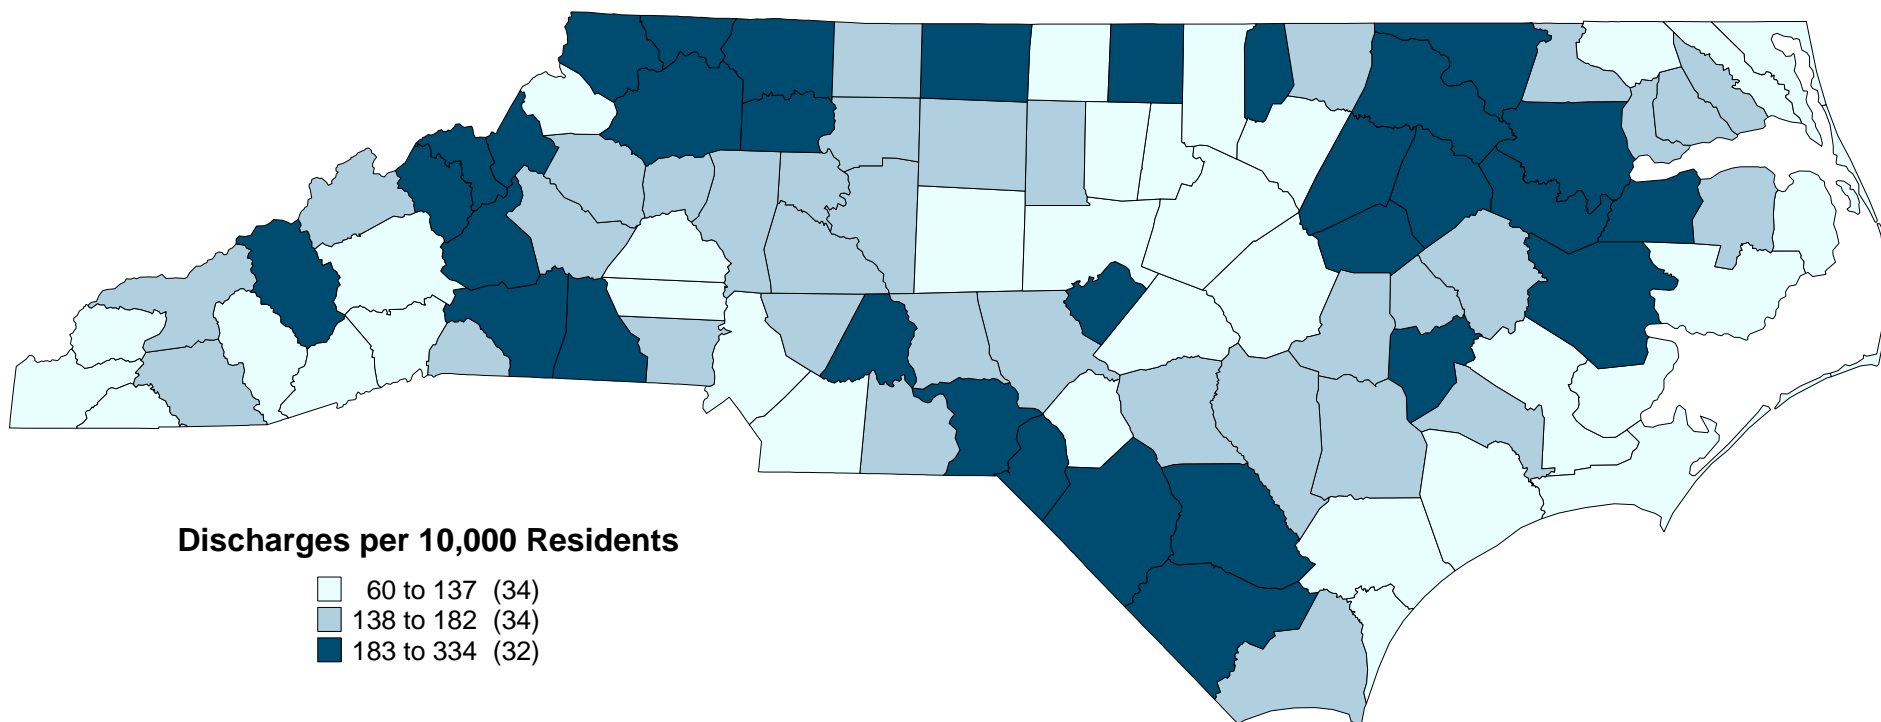 Discharges per 10,000 Residents
60 to 137 (34)
138 to 182 (34)
183 to 334 (32)